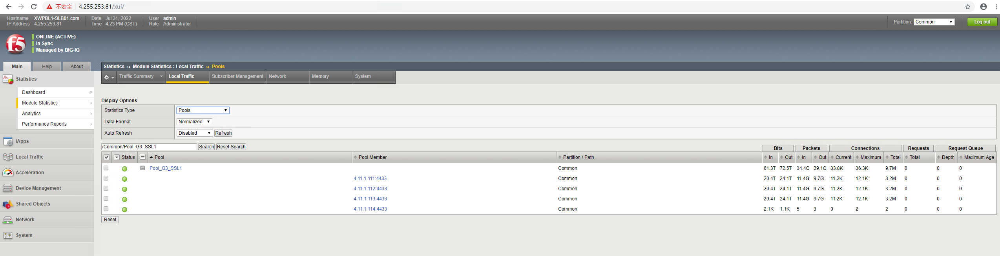 不安全 4.255.253.81/xui/
Hostname XWPBL1-SLB01.com Date Jul 31, 2022 User admin
IP Address 4.255.253.81 Time 4:23 PM (CST) Role Administrator
Partition: Common Log out
f5
ONLINE (ACTIVE)
In Sync
Managed by BIG-IQ
Main Help About
Statistics
Dashboard
Module Statistics
Analytics
Performance Reports
iApps
Local Traffic
Acceleration
Device Management
Shared Objects
Network
System
Statistics ›› Module Statistics : Local Traffic ›› Pools
Traffic Summary Local Traffic Subscriber Management Network Memory System
Display Options
Statistics Type Pools
Data Format Normalized
Auto Refresh Disabled Refresh
/Common/Pool_G3_SSL1 Search Reset Search
Bits Packets Connections Requests Request Queue
Status Pool Pool Member Partition / Path In Out In Out Current Maximum Total Total Depth Maximum Age
Pool_G3_SSL1 Common 61.3T 72.5T 34.4G 29.1G 33.8K 36.3K 9.7M 0 0 0
4.11.1.111:4433 Common 20.4T 24.1T 11.4G 9.7G 11.2K 12.1K 3.2M 0 0 0
4.11.1.112:4433 Common 20.4T 24.1T 11.4G 9.7G 11.2K 12.1K 3.2M 0 0 0
4.11.1.113:4433 Common 20.4T 24.1T 11.4G 9.7G 11.2K 12.1K 3.2M 0 0 0
4.11.1.114:4433 Common 2.1K 1.1K 5 3 0 2 2 0 0 0
Reset